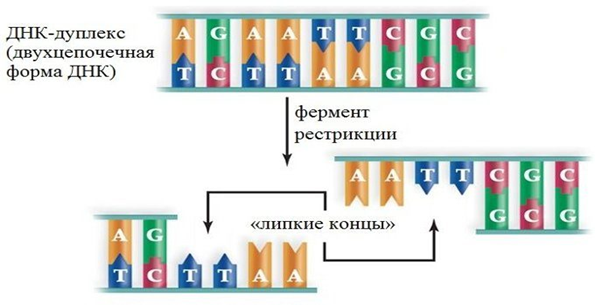 ДНК-дуплекс
(двухцепочечная
форма ДНК)
A G A A T T C G C
T C T T A A G C G
фермент
рестрикции
A A T T C G C
G C G
«липкие концы»
A G
T C T T A A